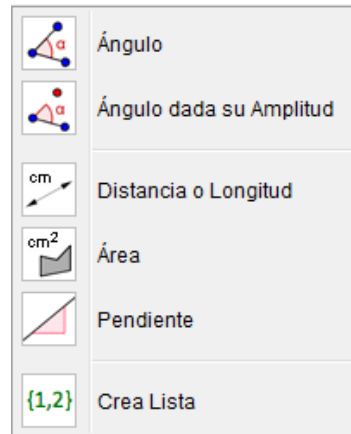 α Ángulo
α Ángulo dada su Amplitud
cm Distancia o Longitud
cm² Área
Pendiente
{1,2} Crea Lista